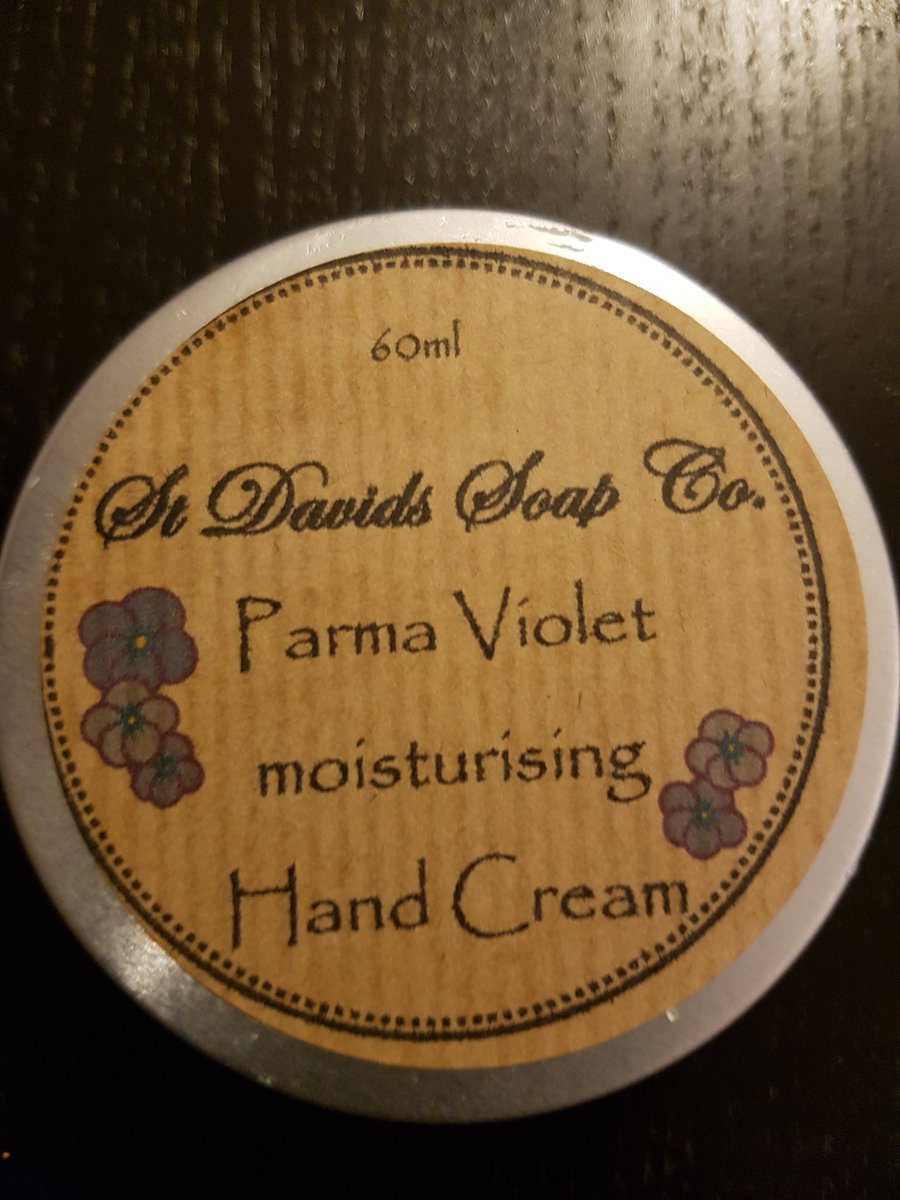 60ml
St Davids Soap Co.
Parma Violet
moisturising
Hand Cream